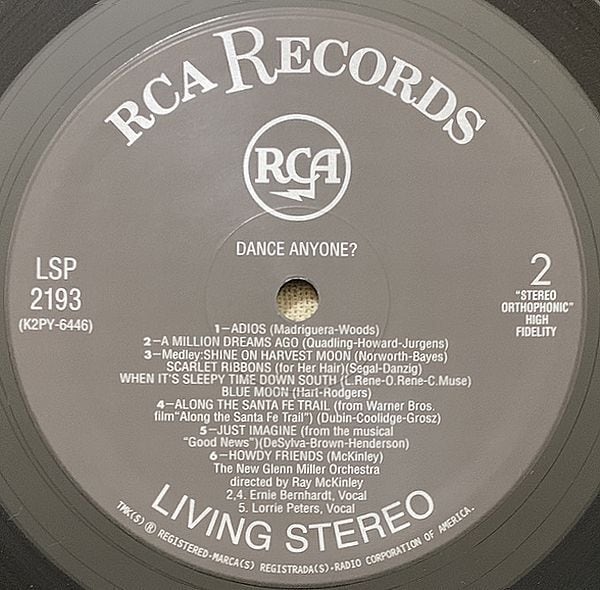 RCA RECORDS
RCA
DANCE ANYONE?
LSP
2193
(K2PY-6446)
2
"STEREO
ORTHOPHONIC"
HIGH
FIDELITY
1—ADIOS (Madriguera-Woods)
2—A MILLION DREAMS AGO (Quadling-Howard-Jurgens)
3—Medley:SHINE ON HARVEST MOON (Norworth-Bayes)
SCARLET RIBBONS (for Her Hair)(Segal-Danzig)
WHEN IT'S SLEEPY TIME DOWN SOUTH (L.Rene-O.Rene-C.Muse)
BLUE MOON (Hart-Rodgers)
4—ALONG THE SANTA FE TRAIL (from Warner Bros.
film"Along the Santa Fe Trail") (Dubin-Coolidge-Grosz)
5—JUST IMAGINE (from the musical
"Good News")(DeSylva-Brown-Henderson)
6—HOWDY FRIENDS (McKinley)
The New Glenn Miller Orchestra
directed by Ray McKinley
2,4. Ernie Bernhardt, Vocal
5. Lorrie Peters, Vocal
LIVING STEREO
TMK(S) ® REGISTERED-MARCA(S) REGISTRADA(S)-RADIO CORPORATION OF AMERICA.